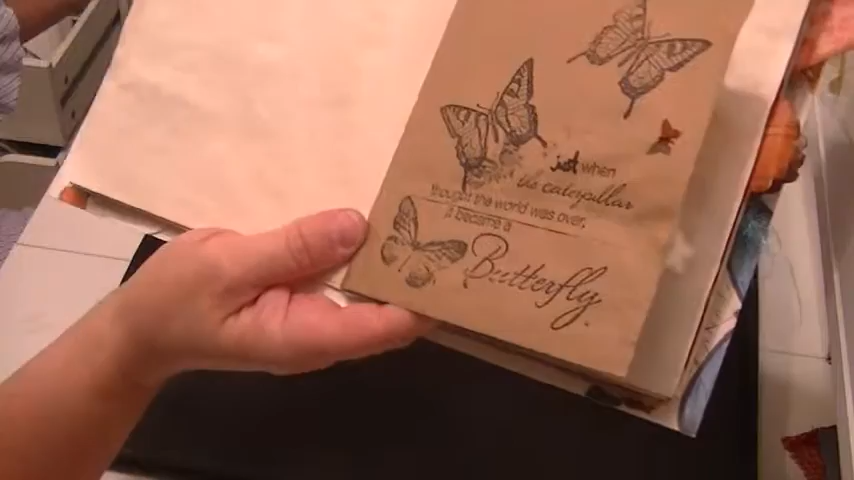 just when
the caterpillar
thought the world was over,
it became a
Butterfly